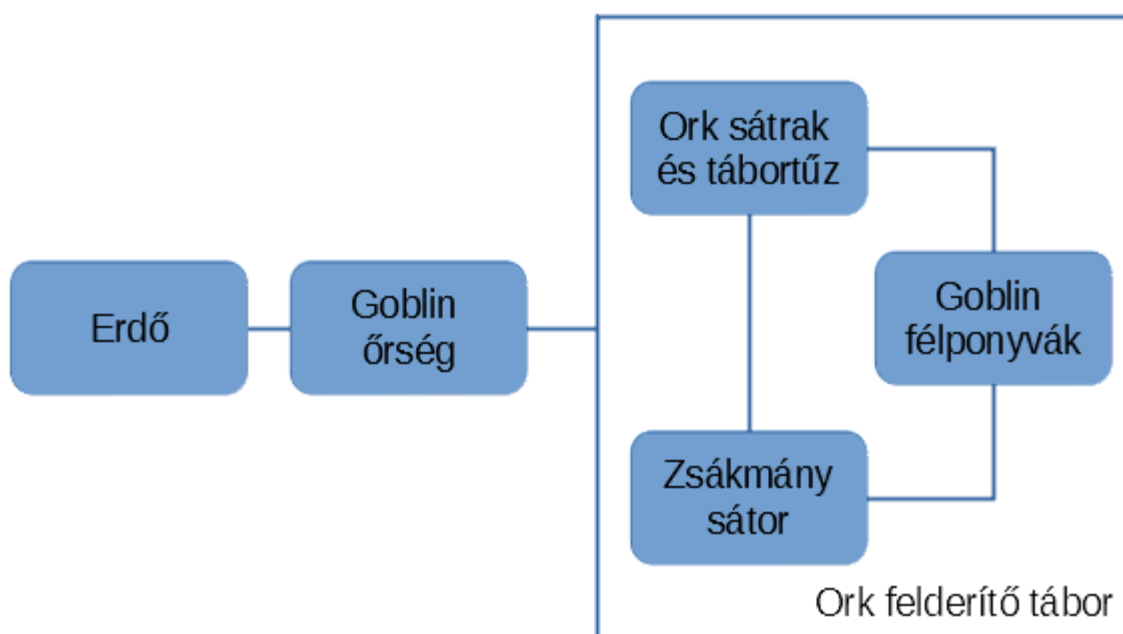 Ork sátrak
és tábortűz
Erdő
Goblin
őrség
Goblin
félponyvák
Zsákmány
sátor
Ork felderítő tábor